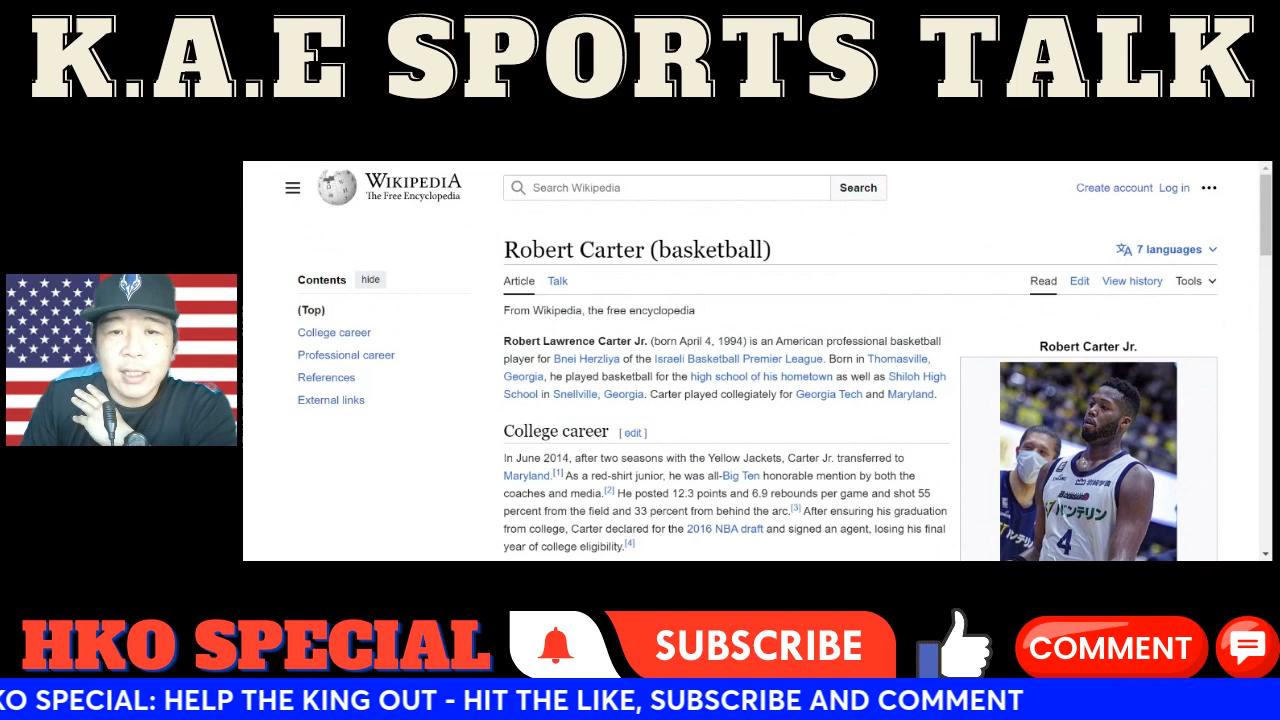 K.A.E SPORTS TALK
WIKIPEDIA
The Free Encyclopedia
Search Wikipedia
Search
Create account Log in
Robert Carter (basketball)
7 languages
Contents hide
Article Talk
Read Edit View history Tools
(Top)
College career
Professional career
References
External links
From Wikipedia, the free encyclopedia
Robert Lawrence Carter Jr. (born April 4, 1994) is an American professional basketball
player for Bnei Herzliya of the Israeli Basketball Premier League. Born in Thomasville,
Georgia, he played basketball for the high school of his hometown as well as Shiloh High
School in Snellville, Georgia. Carter played collegiately for Georgia Tech and Maryland.
College career [ edit ]
In June 2014, after two seasons with the Yellow Jackets, Carter Jr. transferred to
Maryland.[1] As a red-shirt junior, he was all-Big Ten honorable mention by both the
coaches and media.[2] He posted 12.3 points and 6.9 rebounds per game and shot 55
percent from the field and 33 percent from behind the arc.[3] After ensuring his graduation
from college, Carter declared for the 2016 NBA draft and signed an agent, losing his final
year of college eligibility.[4]
Robert Carter Jr.
バンテリン
4
HKO SPECIAL
SUBSCRIBE
COMMENT
KO SPECIAL: HELP THE KING OUT - HIT THE LIKE, SUBSCRIBE AND COMMENT